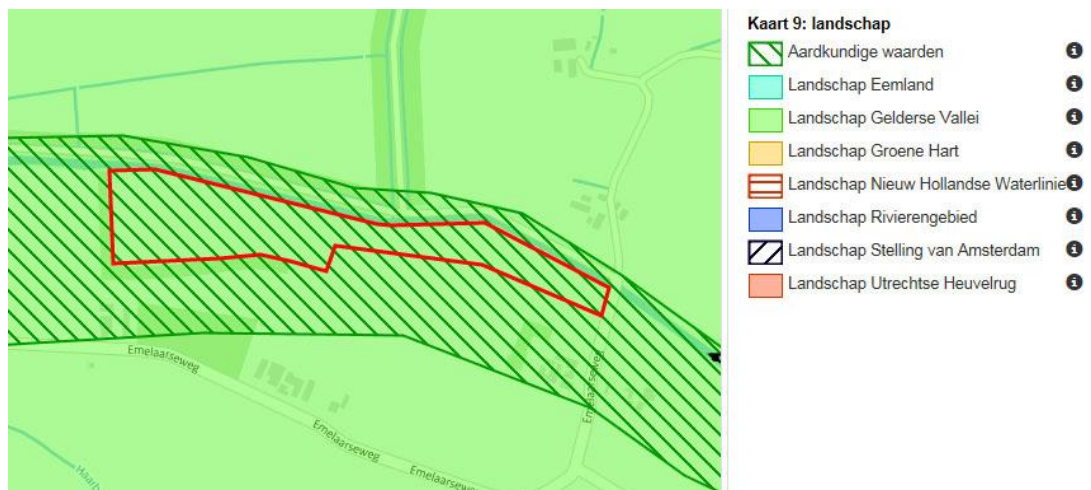 Kaart 9: landschap
Aardkundige waarden
Landschap Eemland
Landschap Gelderse Vallei
Landschap Groene Hart
Landschap Nieuw Hollandse Waterlinie
Landschap Rivierengebied
Landschap Stelling van Amsterdam
Landschap Utrechtse Heuvelrug
Emelaarseweg
Emelaarseweg
Emelaarseweg
Emelaarseweg